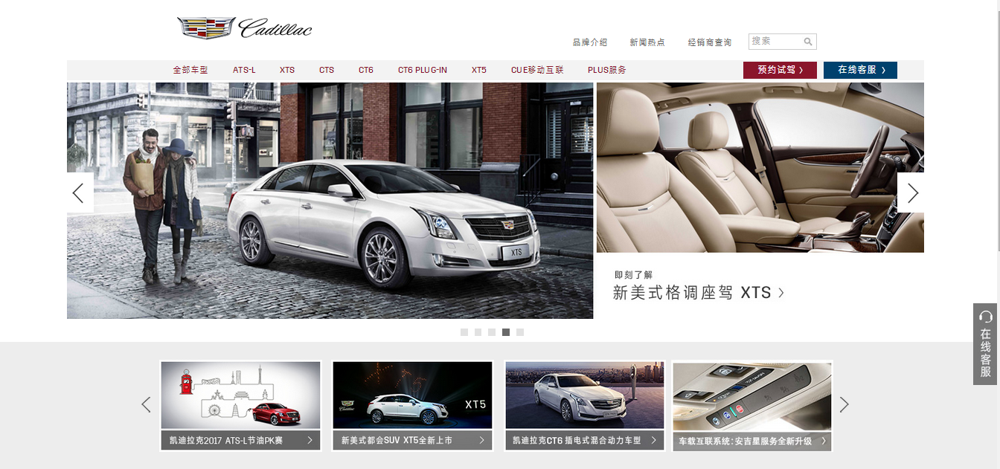 Cadillac
品牌介绍 新闻热点 经销商查询 搜索
全部车型 ATS-L XTS CTS CT6 CT6 PLUG-IN XT5 CUE移动互联 PLUS服务 预约试驾 在线客服
XTS
即刻了解
新美式格调座驾 XTS
在线客服
XT5
凯迪拉克2017 ATS-L节油PK赛
新美式都会SUV XT5全新上市
凯迪拉克CT6 插电式混合动力车型
车载互联系统:安吉星服务全新升级